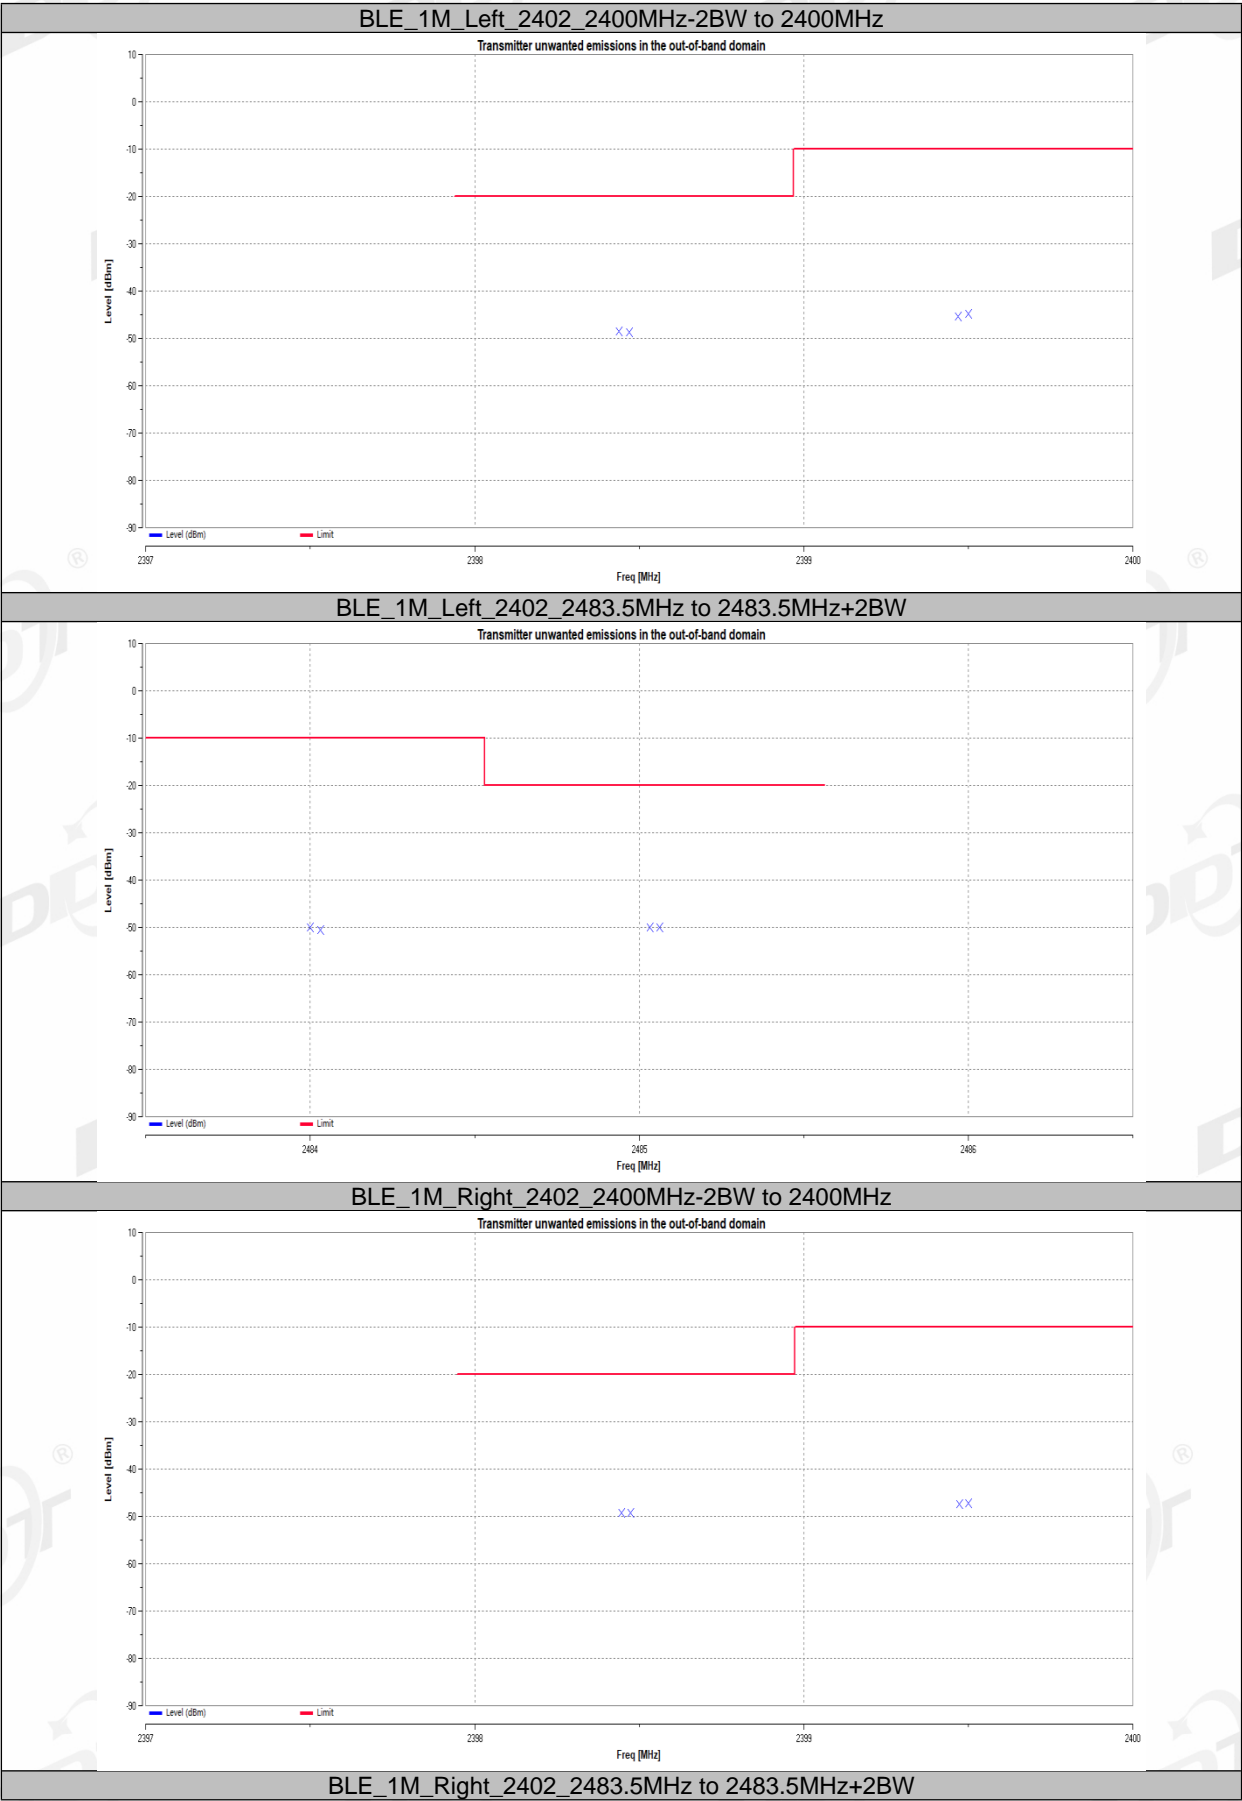 BLE_1M_Left_2402_2400MHz-2BW to 2400MHz
Transmitter unwanted emissions in the out-of-band domain
10
0
-10
-20
-30
-40
-50
-60
-70
-80
-90
Level [dBm]
Level (dBm) Limit
2397 2398 2399 2400
Freq [MHz]
BLE_1M_Left_2402_2483.5MHz to 2483.5MHz+2BW
Transmitter unwanted emissions in the out-of-band domain
10
0
-10
-20
-30
-40
-50
-60
-70
-80
-90
Level [dBm]
Level (dBm) Limit
2484 2485 2486
Freq [MHz]
BLE_1M_Right_2402_2400MHz-2BW to 2400MHz
Transmitter unwanted emissions in the out-of-band domain
10
0
-10
-20
-30
-40
-50
-60
-70
-80
-90
Level [dBm]
Level (dBm) Limit
2397 2398 2399 2400
Freq [MHz]
BLE_1M_Right_2402_2483.5MHz to 2483.5MHz+2BW